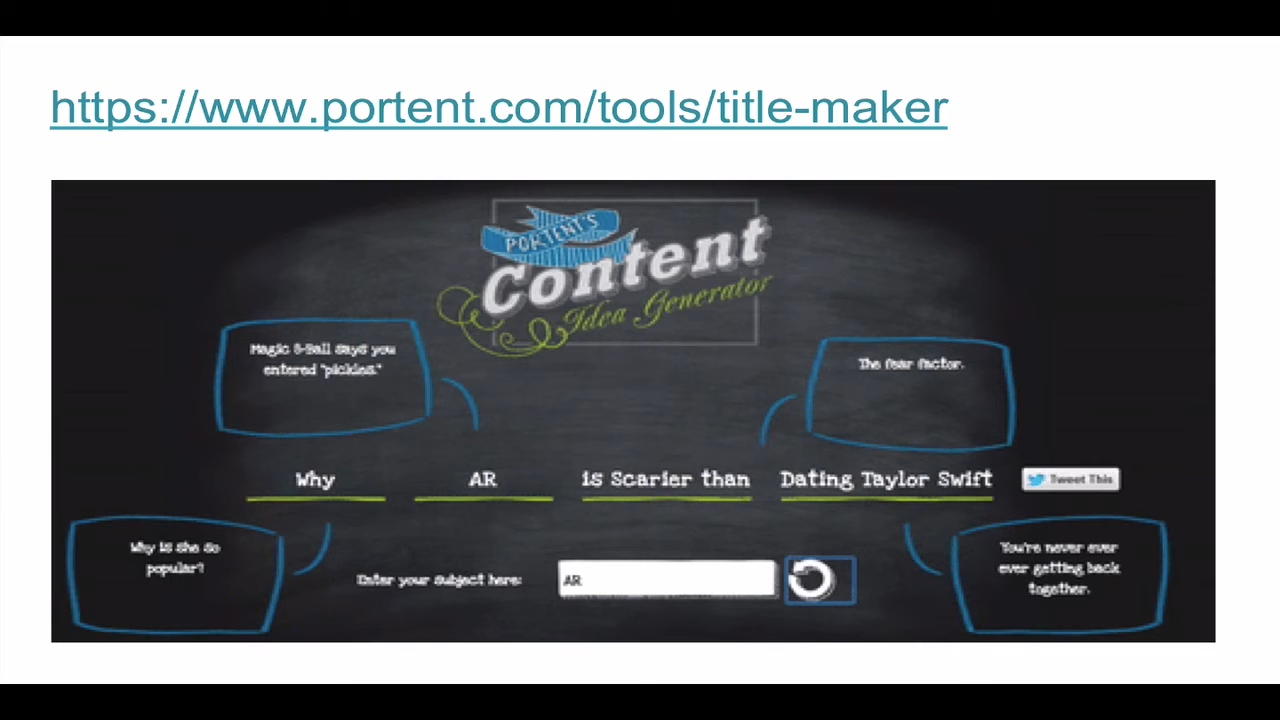 https://www.portent.com/tools/title-maker
PORTENT'S
Content
Idea Generator
Magic 8-Ball says you
entered "pickles."
The fear factor.
Why
AR
is Scarier than
Dating Taylor Swift
Tweet This
Why is she so
popular?
You're never ever
ever getting back
together.
Enter your subject here:
AR